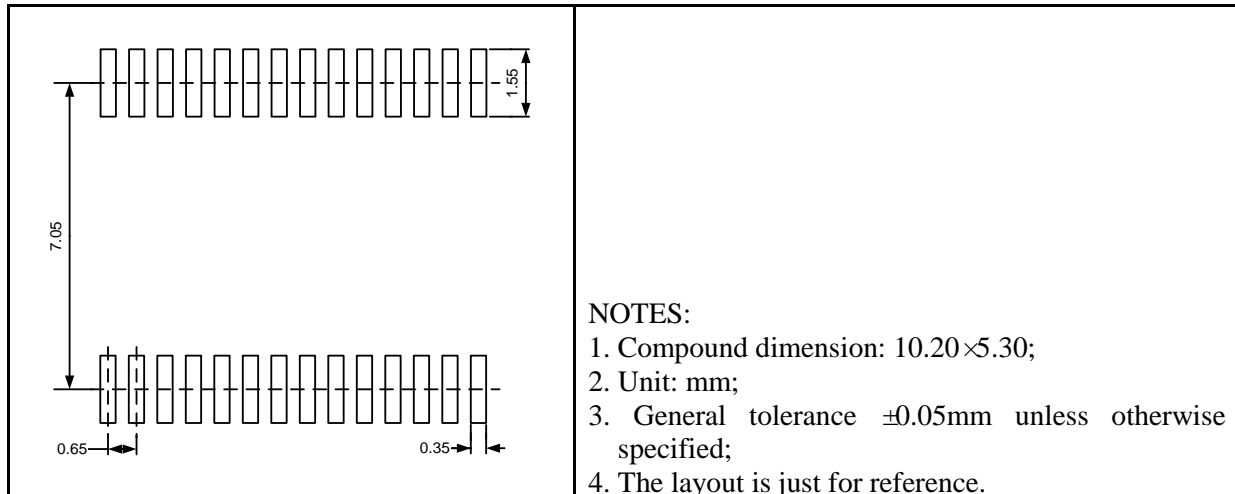 1.55
7.05
0.65
0.35
NOTES:
1. Compound dimension: 10.20×5.30;
2. Unit: mm;
3. General tolerance ±0.05mm unless otherwise
specified;
4. The layout is just for reference.